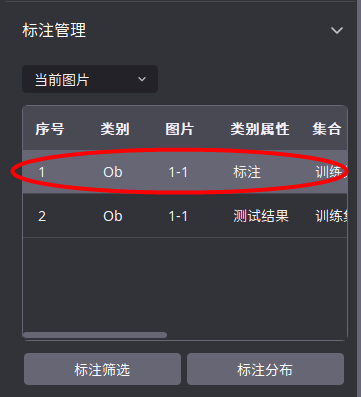 标注管理
当前图片
序号 类别 图片 类别属性 集合
1 Ob 1-1 标注 训练
2 Ob 1-1 测试结果 训练
标注筛选 标注分布